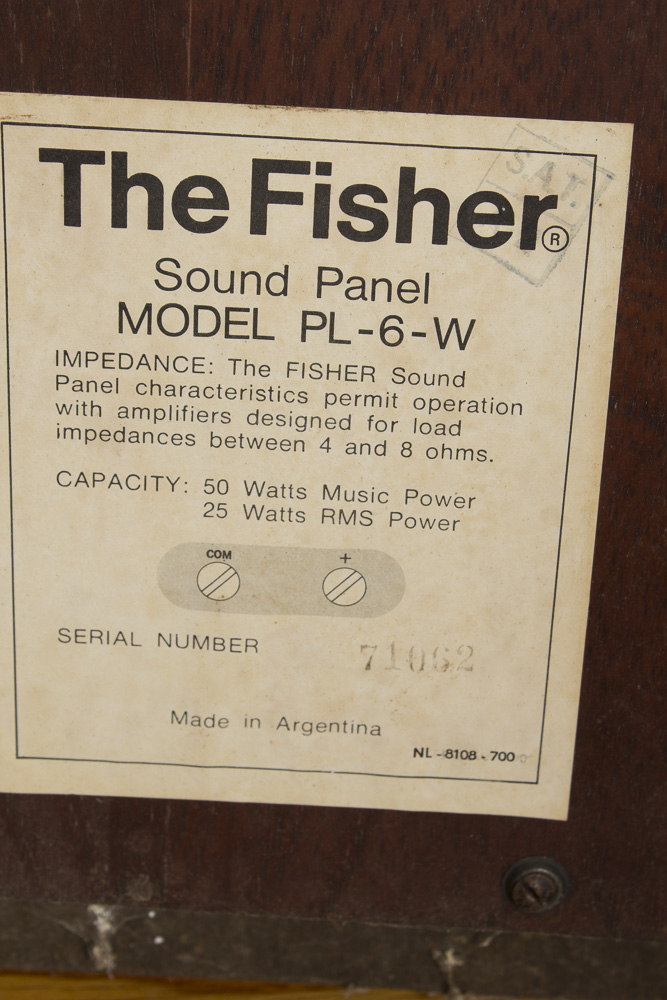 SAT.
The Fisher®
Sound Panel
MODEL PL-6-W
IMPEDANCE: The FISHER Sound
Panel characteristics permit operation
with amplifiers designed for load
impedances between 4 and 8 ohms.
CAPACITY: 50 Watts Music Power
25 Watts RMS Power
COM +
SERIAL NUMBER 71062
Made in Argentina
NL-8108-700